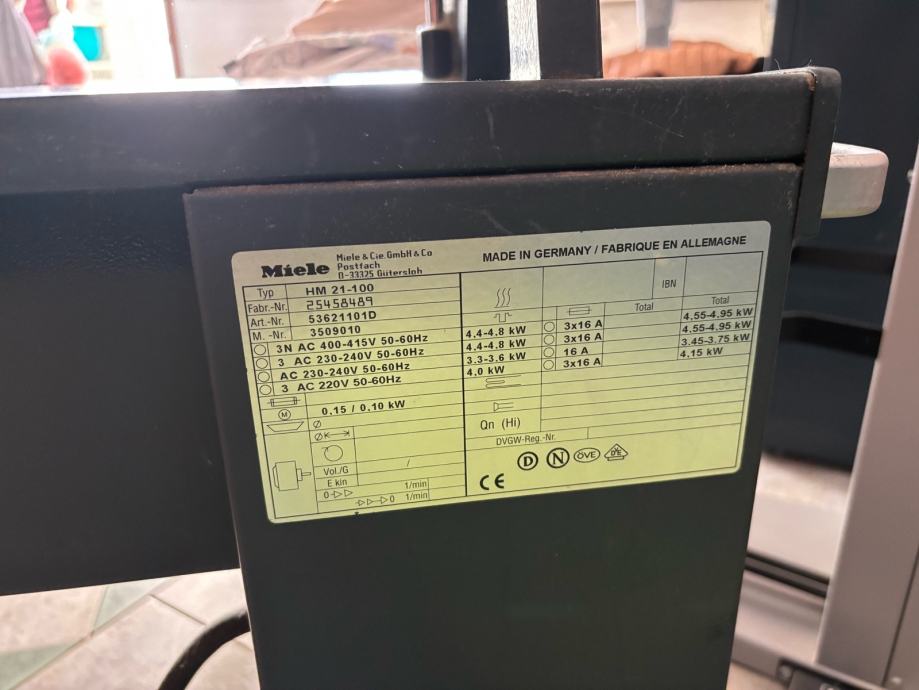 Miele
Miele & Cie. GmbH & Co
Postfach
D-33325 Gütersloh
MADE IN GERMANY / FABRIQUE EN ALLEMAGNE
Typ HM 21-100
Fabr.-Nr. 25458489
Art.-Nr. 53621101D
M. -Nr. 3509010
IBN
Total Total
3N AC 400-415V 50-60Hz 4.4-4.8 kW 3x16 A 4.55-4.95 kW
3 AC 230-240V 50-60Hz 4.4-4.8 kW 3x16 A 4.55-4.95 kW
AC 230-240V 50-60Hz 3.3-3.6 kW 16 A 3.45-3.75 kW
3 AC 220V 50-60Hz 4.0 kW 3x16 A 4.15 kW
M 0.15 / 0.10 kW
Ø
ØK
Qn (Hi)
DVGW-Reg.-Nr.
Vol./G /
E kin 1/min
0 1/min
0
D N ÖVE
CE